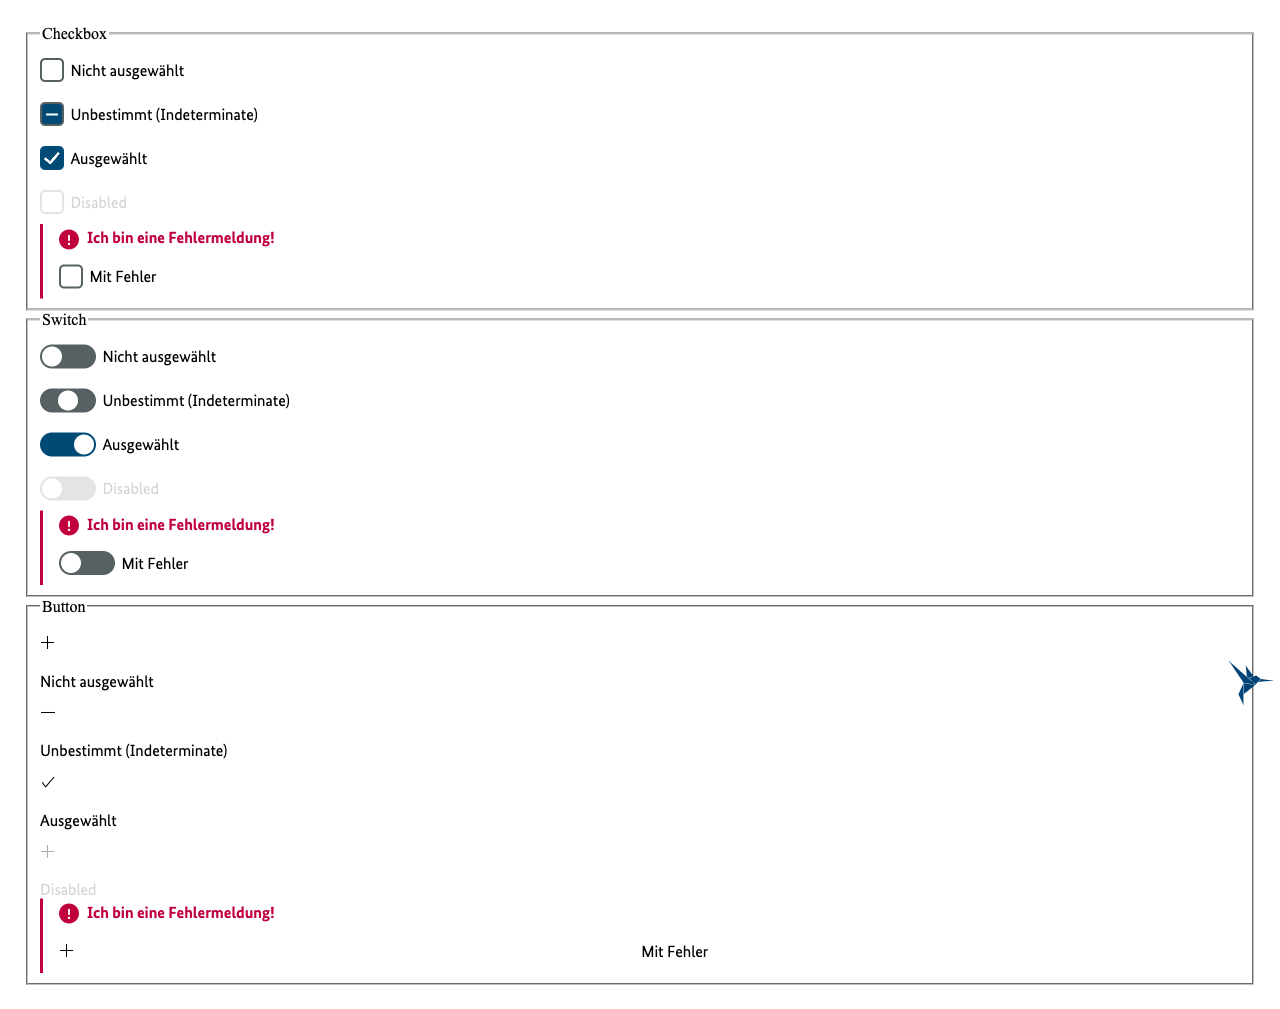 Checkbox
Nicht ausgewählt
Unbestimmt (Indeterminate)
Ausgewählt
Disabled
Ich bin eine Fehlermeldung!
Mit Fehler
Switch
Nicht ausgewählt
Unbestimmt (Indeterminate)
Ausgewählt
Disabled
Ich bin eine Fehlermeldung!
Mit Fehler
Button
Nicht ausgewählt
Unbestimmt (Indeterminate)
Ausgewählt
Disabled
Ich bin eine Fehlermeldung!
Mit Fehler